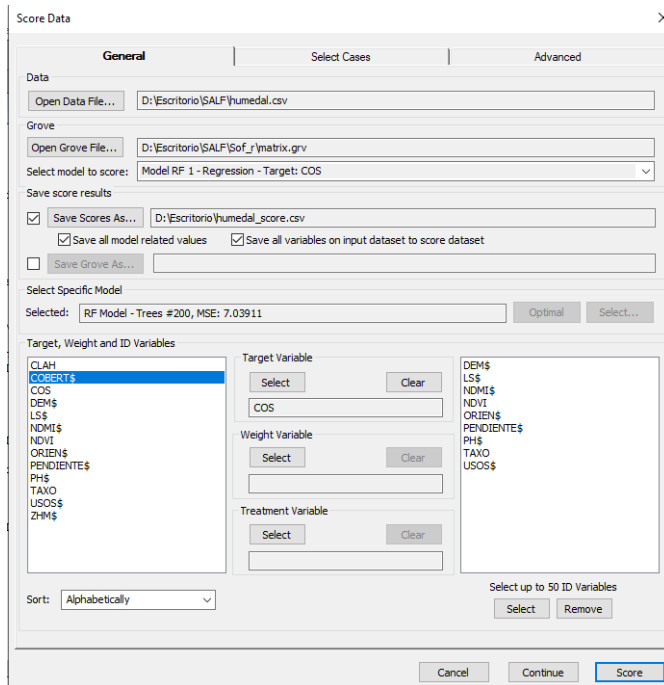 Score Data
General
Select Cases
Advanced
Data
Open Data File... D:\Escritorio\SALF\humedal.csv
Grove
Open Grove File... D:\Escritorio\SALF\Sof_r\matrix.grv
Select model to score: Model RF 1 - Regression - Target: COS
Save score results
Save Scores As... D:\Escritorio\humedal_score.csv
Save all model related values Save all variables on input dataset to score dataset
Save Grove As...
Select Specific Model
Selected: RF Model - Trees #200, MSE: 7.03911 Optimal Select...
Target, Weight and ID Variables
CLAH
COBERT$
COS
DEM$
LS$
NDMI$
NDVI
ORIEN$
PENDIENTE$
PH$
TAXO
USOS$
ZHM$
Sort: Alphabetically
Target Variable
Select Clear
COS
Weight Variable
Select Clear
Treatment Variable
Select Clear
DEM$
LS$
NDMI$
NDVI
ORIEN$
PENDIENTE$
PH$
TAXO
USOS$
Select up to 50 ID Variables
Select Remove
Cancel Continue Score